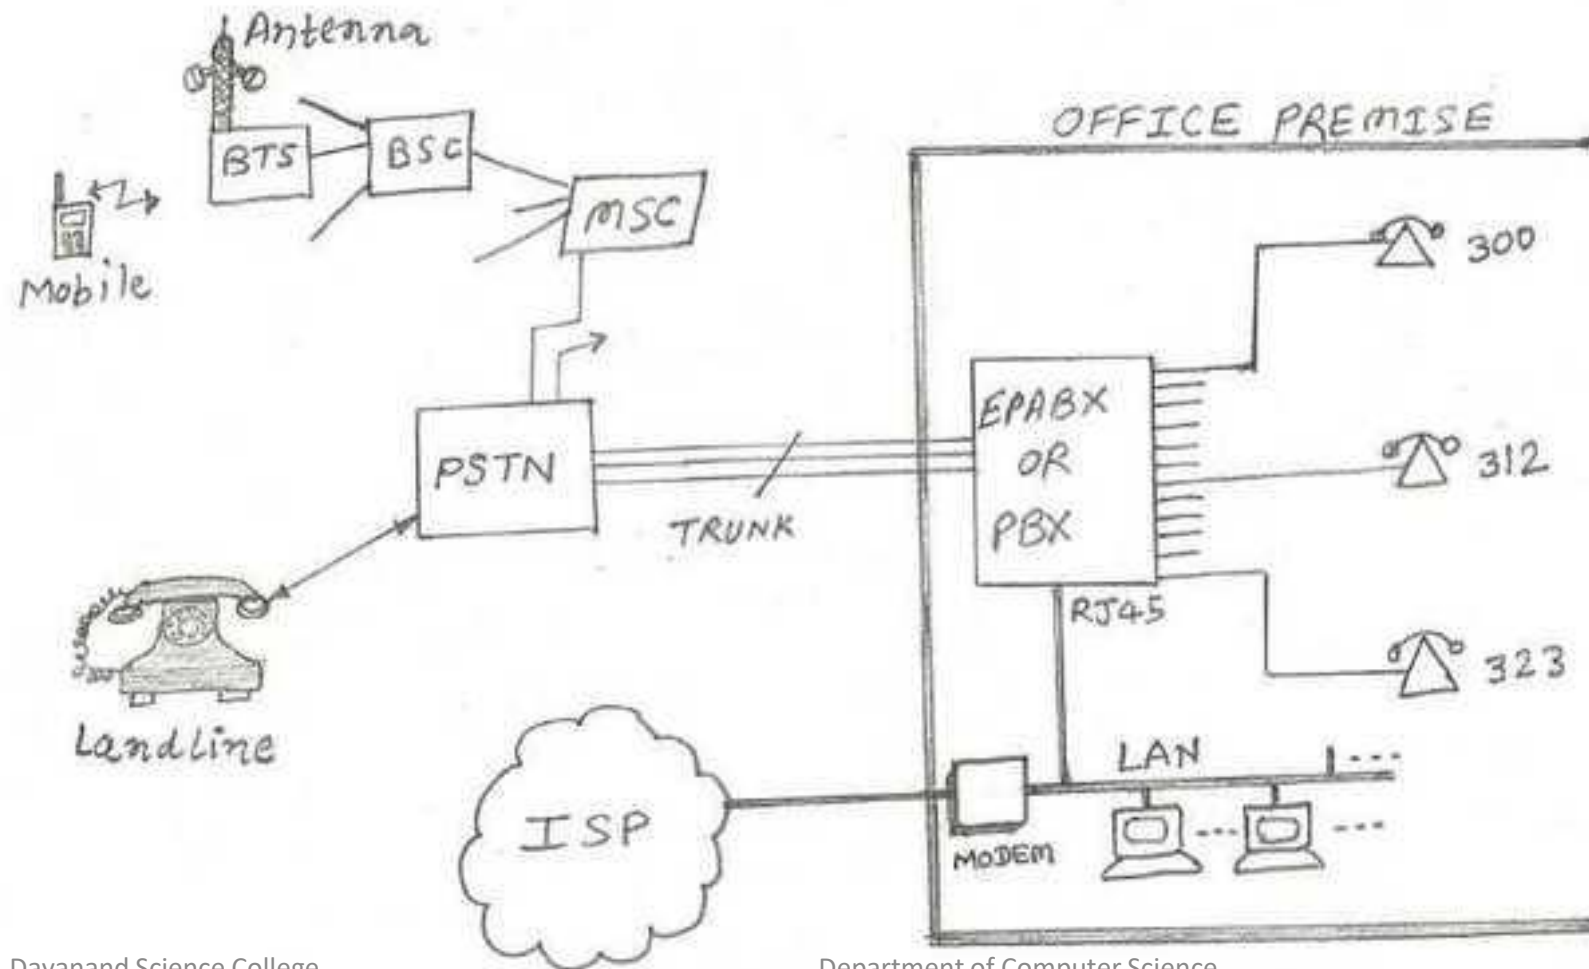 Antenna
BTS
BSC
MSC
Mobile
OFFICE PREMISE
300
EPABX
OR
PBX
312
PSTN
TRUNK
RJ45
323
Landline
LAN
ISP
MODEM
Dayanand Science College
Department of Computer Science